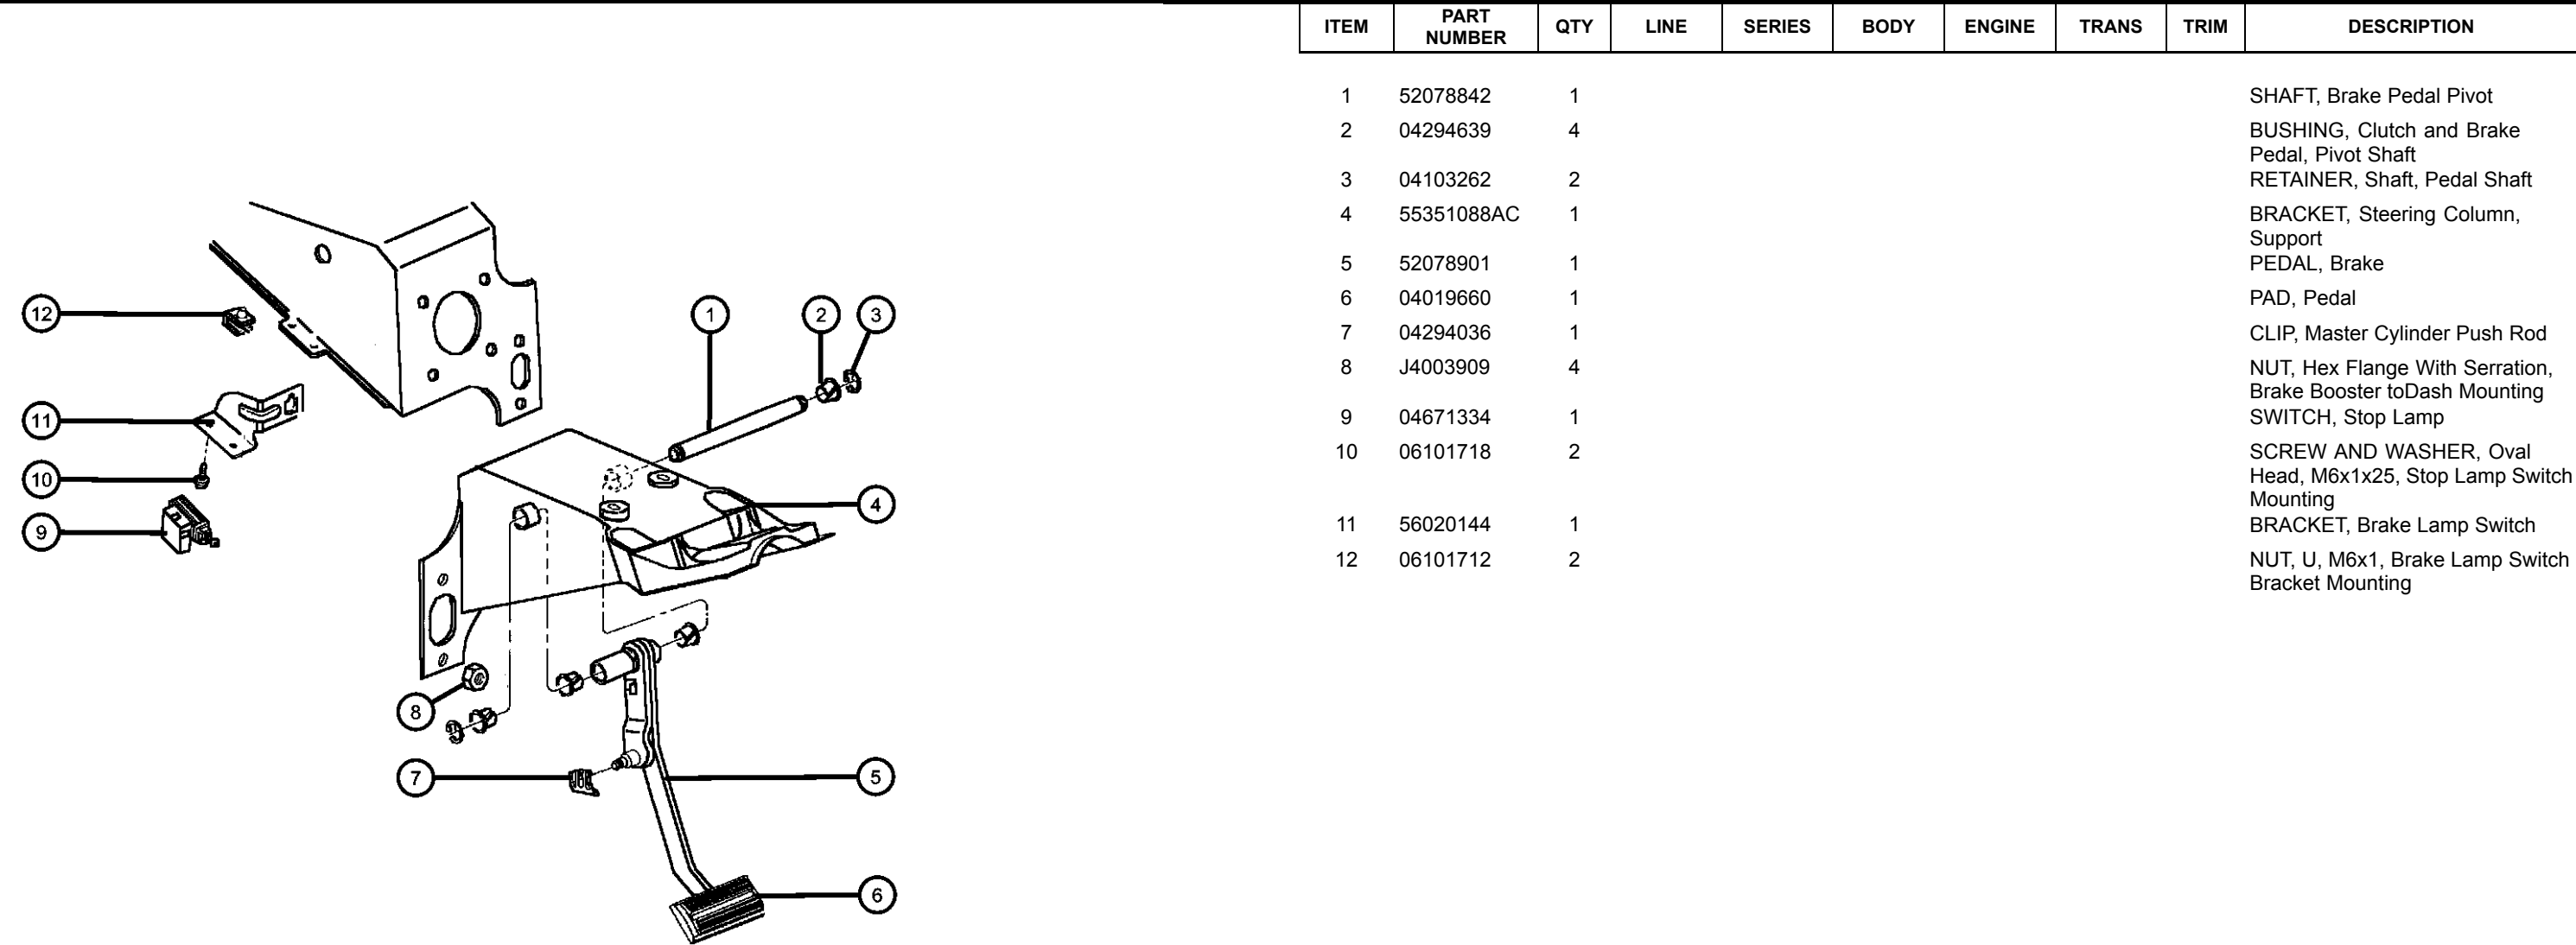 ITEM PART NUMBER QTY LINE SERIES BODY ENGINE TRANS TRIM DESCRIPTION
1 52078842 1 SHAFT, Brake Pedal Pivot
2 04294639 4 BUSHING, Clutch and Brake
Pedal, Pivot Shaft
3 04103262 2 RETAINER, Shaft, Pedal Shaft
4 55351088AC 1 BRACKET, Steering Column,
Support
5 52078901 1 PEDAL, Brake
6 04019660 1 PAD, Pedal
7 04294036 1 CLIP, Master Cylinder Push Rod
8 J4003909 4 NUT, Hex Flange With Serration,
Brake Booster toDash Mounting
9 04671334 1 SWITCH, Stop Lamp
10 06101718 2 SCREW AND WASHER, Oval
Head, M6x1x25, Stop Lamp Switch
Mounting
11 56020144 1 BRACKET, Brake Lamp Switch
12 06101712 2 NUT, U, M6x1, Brake Lamp Switch
Bracket Mounting
12
1
2
3
11
10
4
9
8
7
5
6